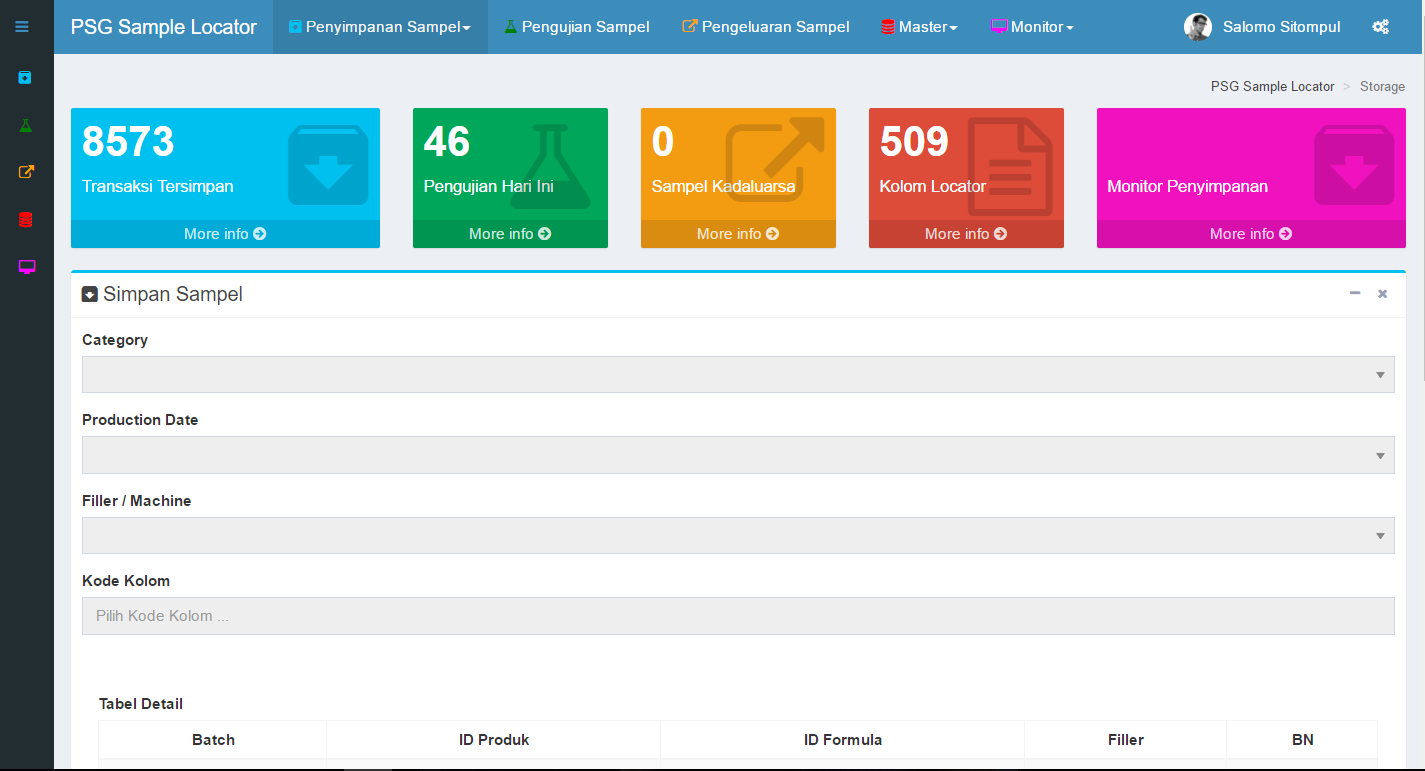 PSG Sample Locator Penyimpanan Sampel Pengujian Sampel Pengeluaran Sampel Master Monitor Salomo Sitompul
PSG Sample Locator > Storage
8573 46 0 509
Transaksi Tersimpan Pengujian Hari Ini Sampel Kadaluarsa Kolom Locator Monitor Penyimpanan
More info More info More info More info More info
Simpan Sampel
Category
Production Date
Filler / Machine
Kode Kolom
Pilih Kode Kolom ...
Tabel Detail
Batch ID Produk ID Formula Filler BN